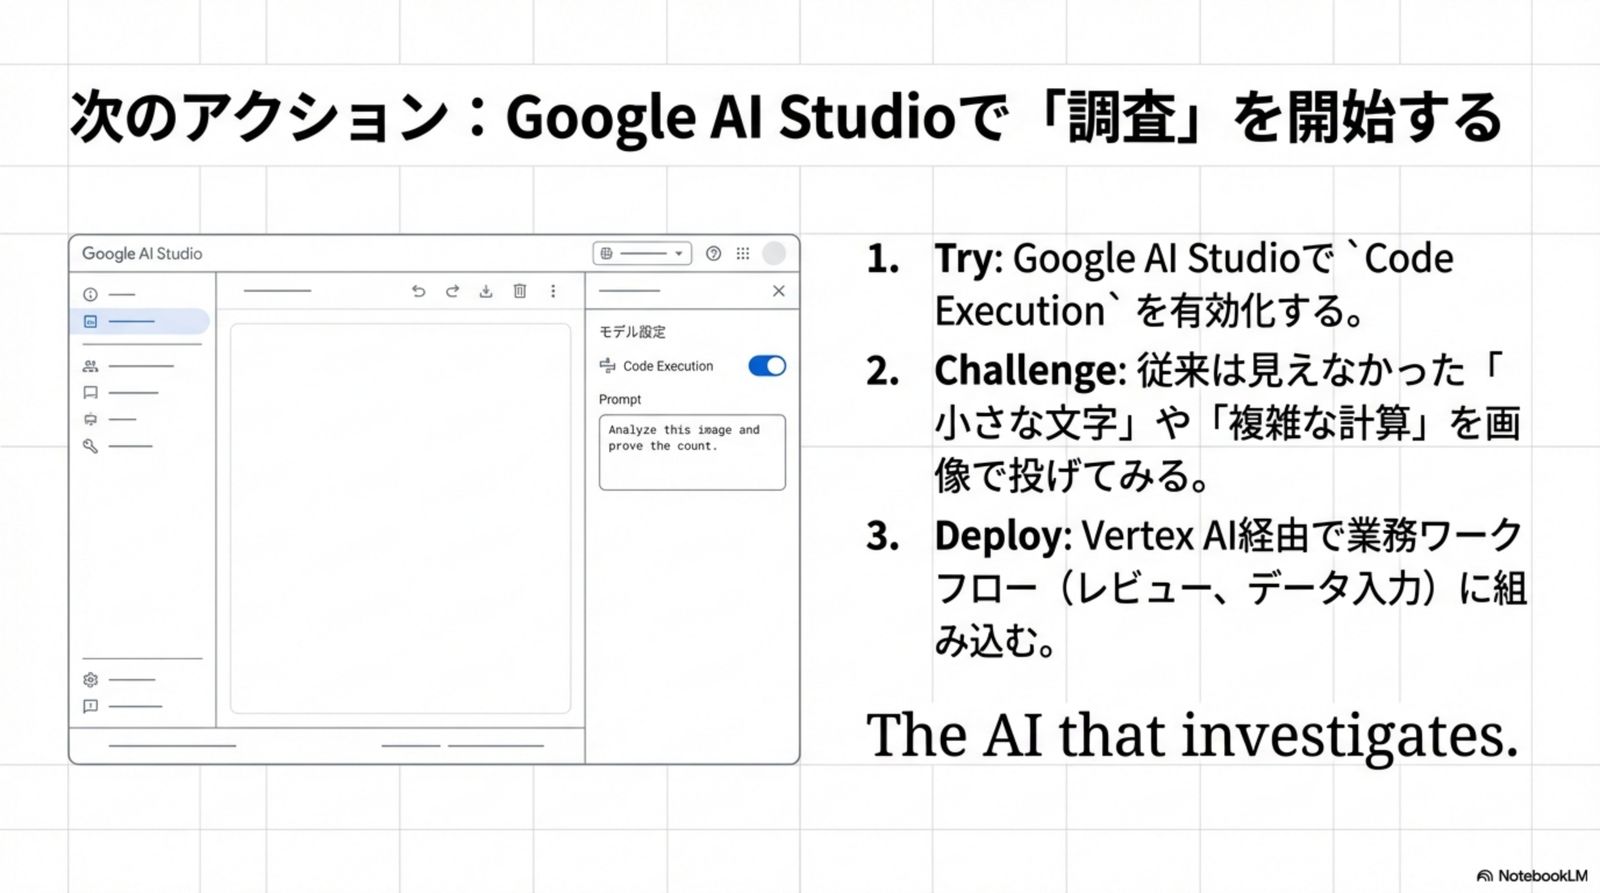 次のアクション：Google AI Studioで「調査」を開始する
Google AI Studio
モデル設定
Code Execution
Prompt
Analyze this image and
prove the count.
1. Try: Google AI Studioで `Code
Execution` を有効化する。
2. Challenge: 従来は見えなかった「
小さな文字」や「複雑な計算」を画
像で投げてみる。
3. Deploy: Vertex AI経由で業務ワーク
フロー（レビュー、データ入力）に組
み込む。
The AI that investigates.
NotebookLM